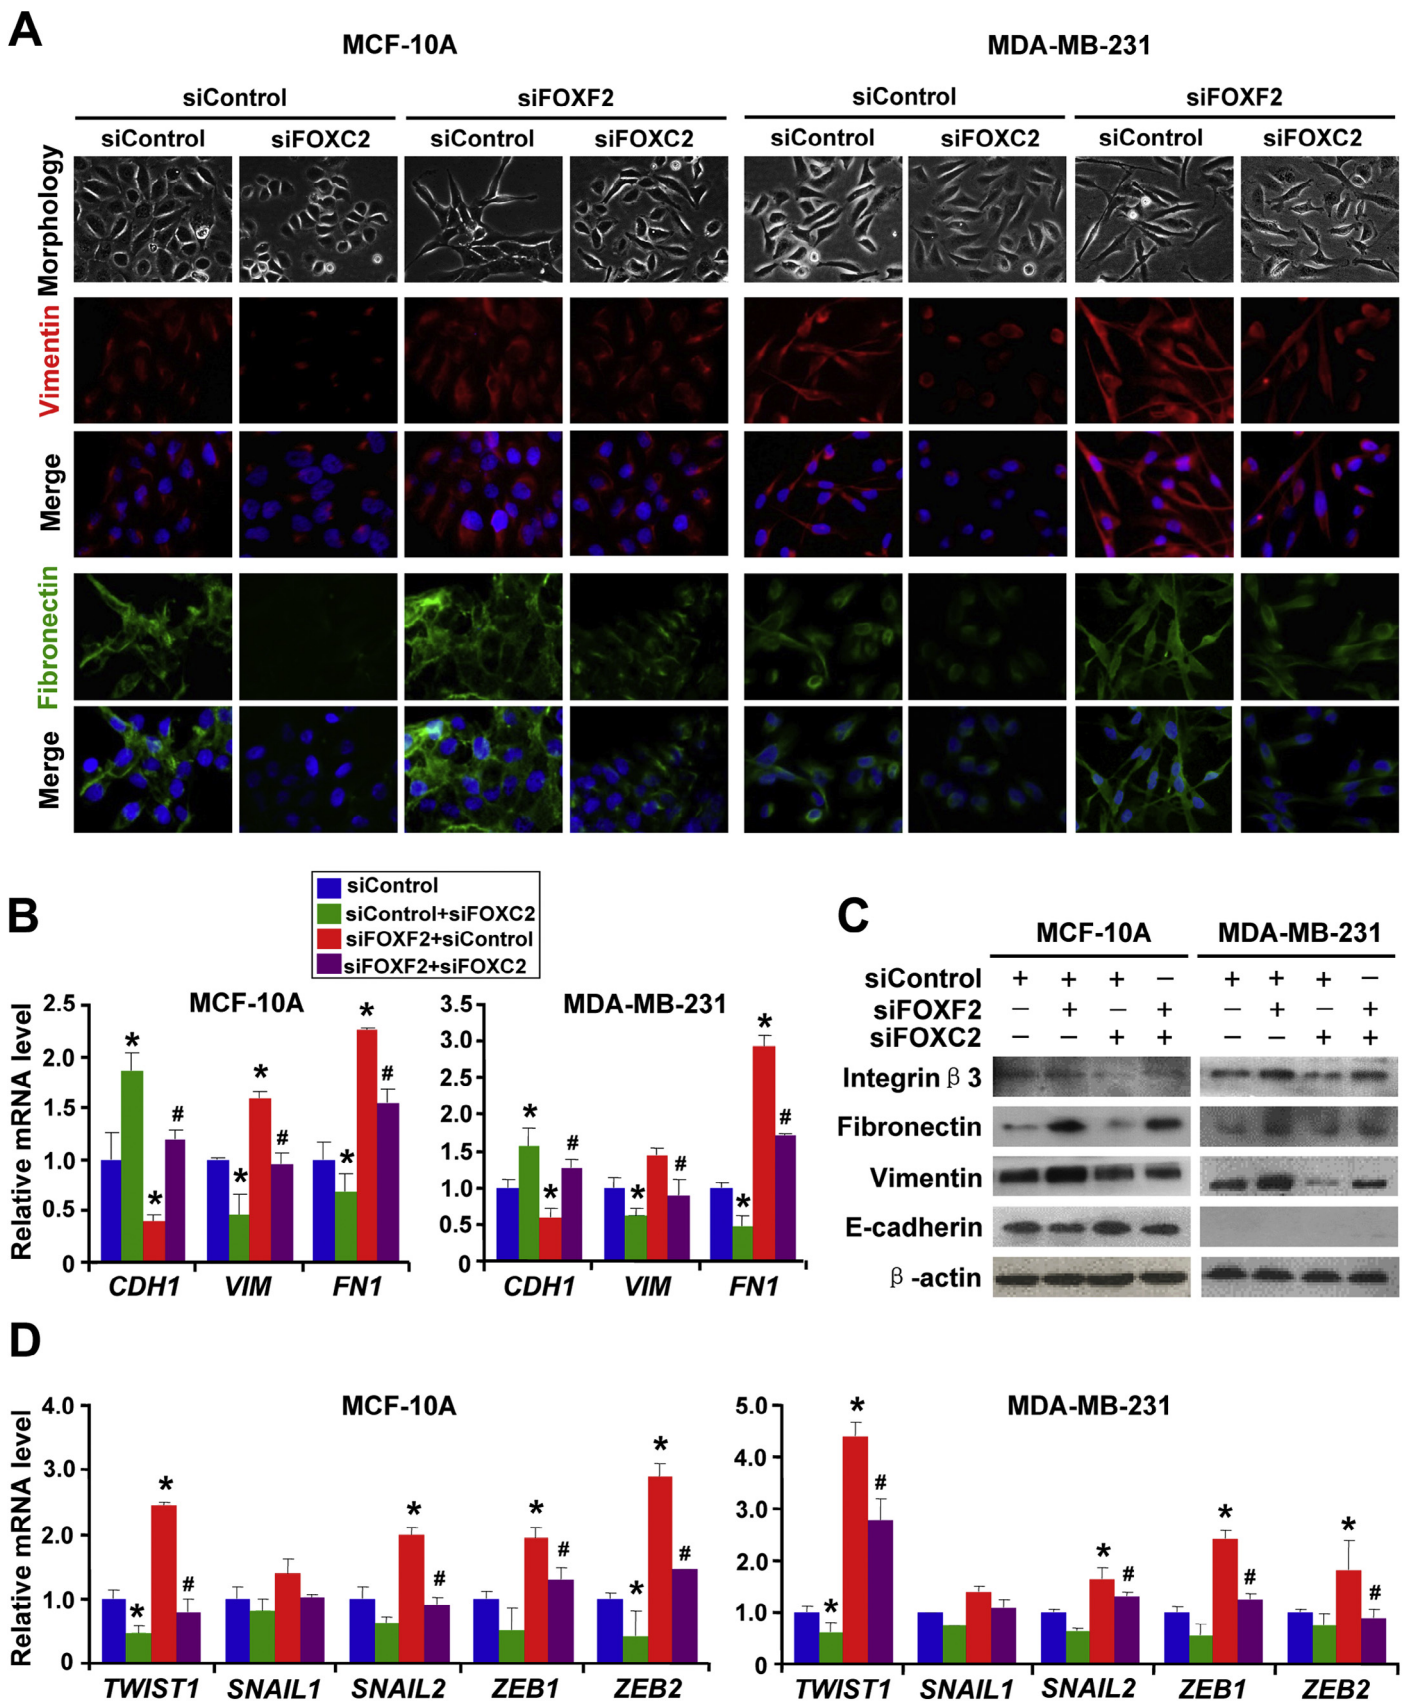 A
MCF-10A MDA-MB-231
siControl siFOXF2 siControl siFOXF2
siControl siFOXC2 siControl siFOXC2 siControl siFOXC2 siControl siFOXC2
Morphology
Vimentin
Merge
Fibronectin
Merge
B
siControl
siControl+siFOXC2
siFOXF2+siControl
siFOXF2+siFOXC2
Relative mRNA level
MCF-10A
2.5
2.0
1.5
1.0
0.5
0
* * # * * # * * #
CDH1 VIM FN1
MDA-MB-231
3.5
3.0
2.5
2.0
1.5
1.0
0.5
0
* * # * # * * #
CDH1 VIM FN1
C
MCF-10A MDA-MB-231
siControl + + + − + + + −
siFOXF2 − + − + − + − +
siFOXC2 − − + + − − + +
Integrin β3
Fibronectin
Vimentin
E-cadherin
β-actin
D
Relative mRNA level
MCF-10A
4.0
3.0
2.0
1.0
0
* * # * # * # * * #
TWIST1 SNAIL1 SNAIL2 ZEB1 ZEB2
MDA-MB-231
5.0
4.0
3.0
2.0
1.0
0
* * # * # * # * #
TWIST1 SNAIL1 SNAIL2 ZEB1 ZEB2